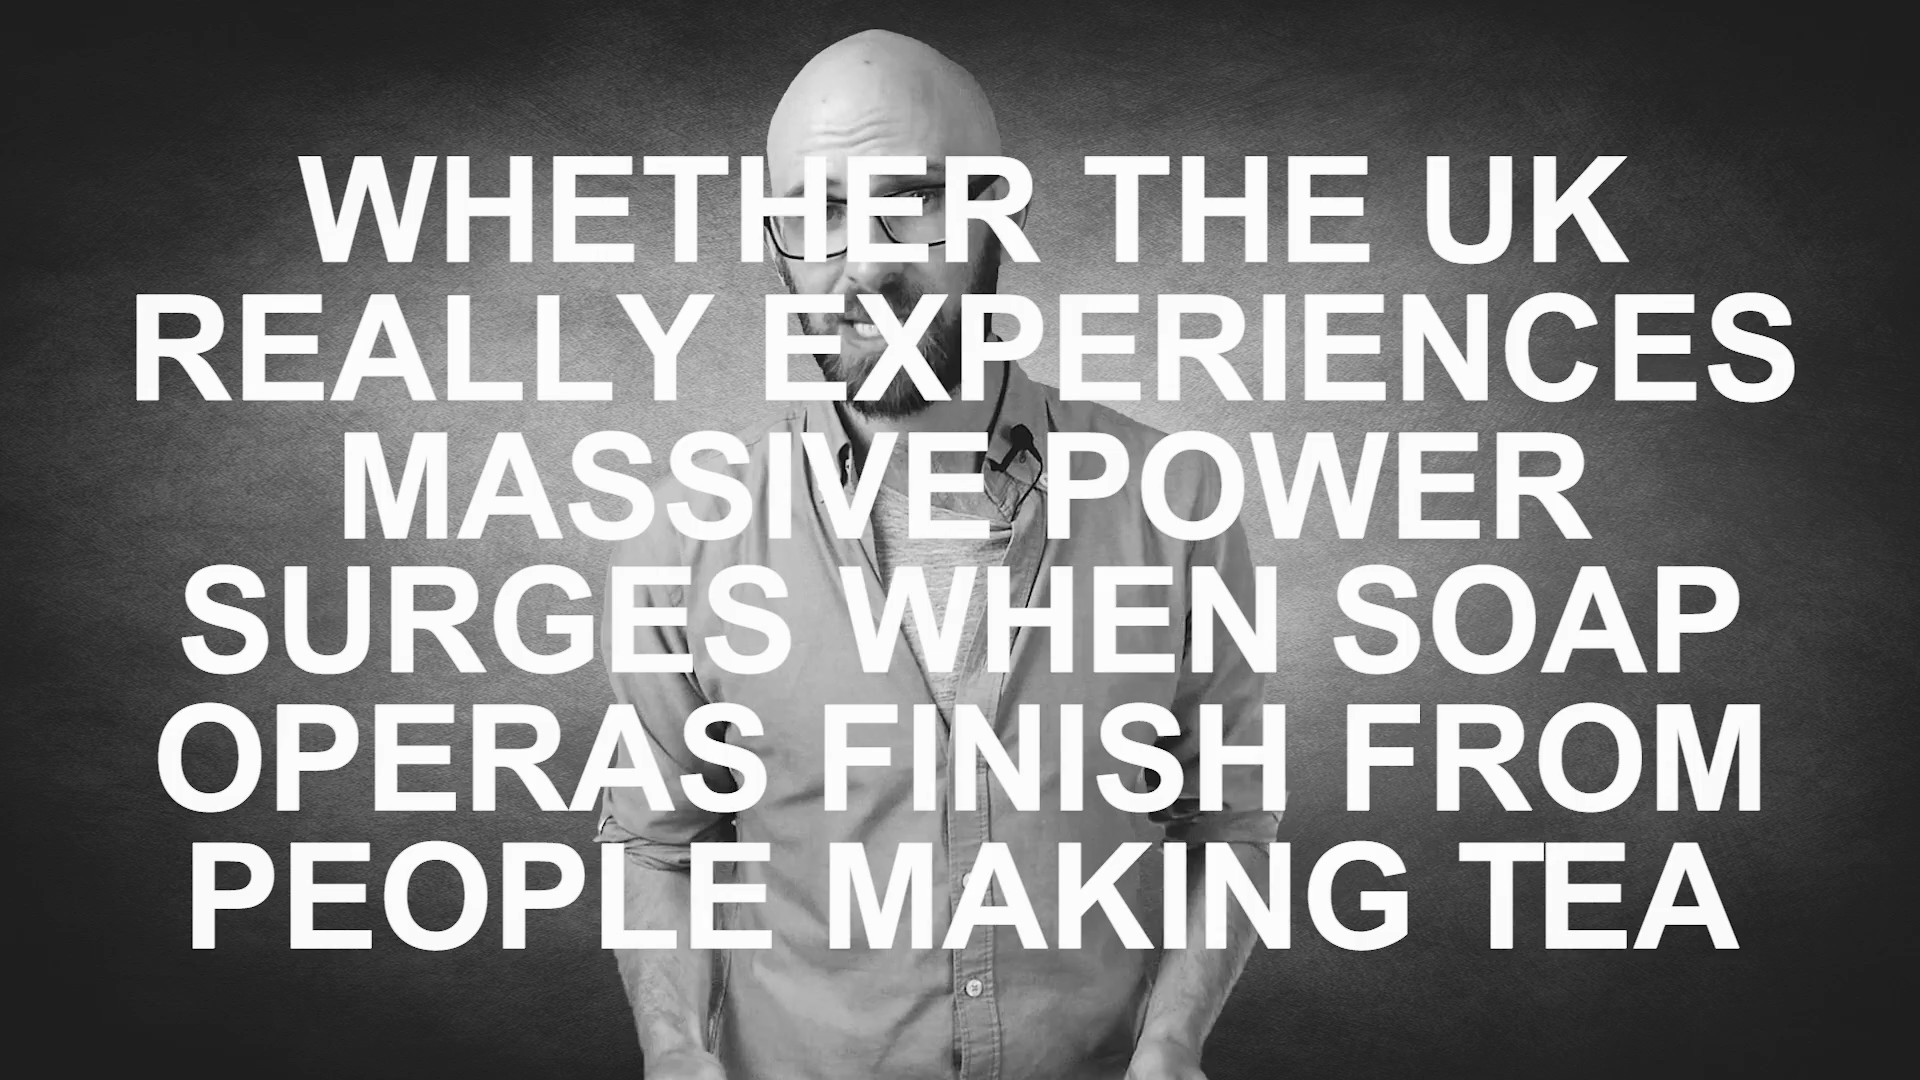 WHETHER THE UK
REALLY EXPERIENCES
MASSIVE POWER
SURGES WHEN SOAP
OPERAS FINISH FROM
PEOPLE MAKING TEA